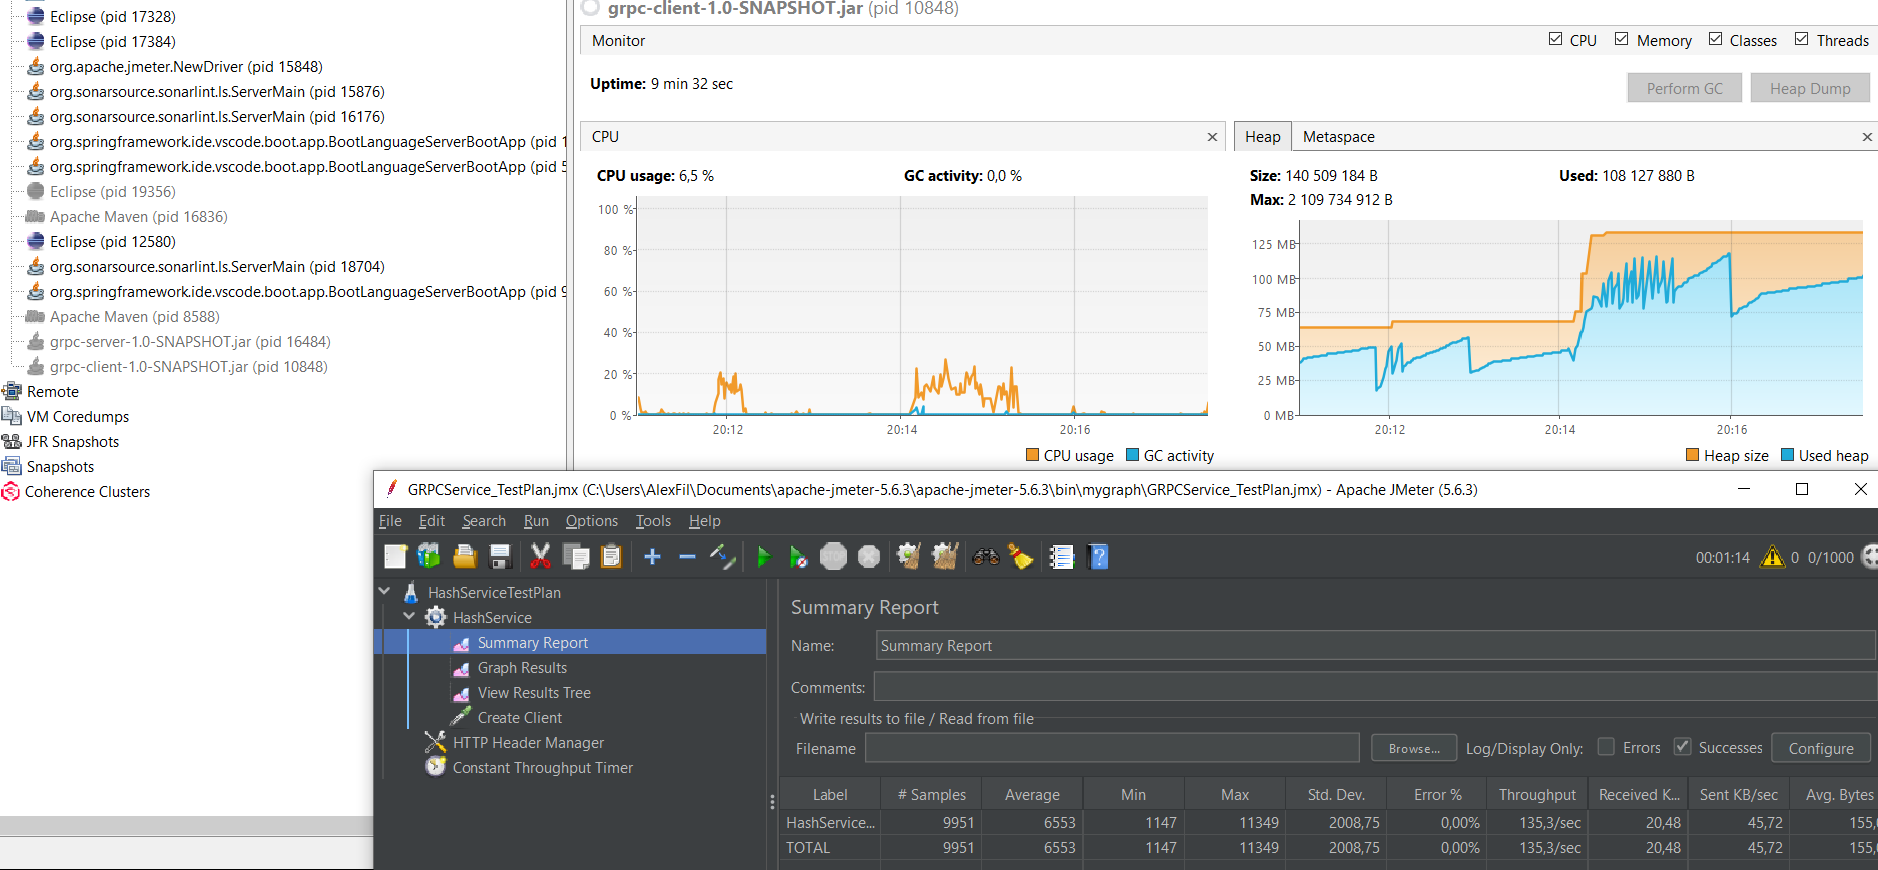 Eclipse (pid 17328)
Eclipse (pid 17384)
org.apache.jmeter.NewDriver (pid 15848)
org.sonarsource.sonarlint.ls.ServerMain (pid 15876)
org.sonarsource.sonarlint.ls.ServerMain (pid 16176)
org.springframework.ide.vscode.boot.app.BootLanguageServerBootApp (pid 1
org.springframework.ide.vscode.boot.app.BootLanguageServerBootApp (pid 5
Eclipse (pid 19356)
Apache Maven (pid 16836)
Eclipse (pid 12580)
org.sonarsource.sonarlint.ls.ServerMain (pid 18704)
org.springframework.ide.vscode.boot.app.BootLanguageServerBootApp (pid 9
Apache Maven (pid 8588)
grpc-server-1.0-SNAPSHOT.jar (pid 16484)
grpc-client-1.0-SNAPSHOT.jar (pid 10848)
Remote
VM Coredumps
JFR Snapshots
Snapshots
Coherence Clusters
grpc-client-1.0-SNAPSHOT.jar (pid 10848)
Monitor
CPU Memory Classes Threads
Uptime: 9 min 32 sec
Perform GC Heap Dump
CPU
CPU usage: 6,5 % GC activity: 0,0 %
100 %
80 %
60 %
40 %
20 %
0 %
20:12 20:14 20:16
CPU usage GC activity
Heap Metaspace
Size: 140 509 184 B Used: 108 127 880 B
Max: 2 109 734 912 B
125 MB
100 MB
75 MB
50 MB
25 MB
0 MB
20:12 20:14 20:16
Heap size Used heap
GRPCService_TestPlan.jmx (C:\Users\AlexFil\Documents\apache-jmeter-5.6.3\apache-jmeter-5.6.3\bin\mygraph\GRPCService_TestPlan.jmx) - Apache JMeter (5.6.3)
File Edit Search Run Options Tools Help
00:01:14 0 0/1000
HashServiceTestPlan
HashService
Summary Report
Graph Results
View Results Tree
Create Client
HTTP Header Manager
Constant Throughput Timer
Summary Report
Name: Summary Report
Comments:
Write results to file / Read from file
Filename Browse... Log/Display Only: Errors Successes Configure
Label # Samples Average Min Max Std. Dev. Error % Throughput Received K... Sent KB/sec Avg. Bytes
HashService... 9951 6553 1147 11349 2008,75 0,00% 135,3/sec 20,48 45,72 155,
TOTAL 9951 6553 1147 11349 2008,75 0,00% 135,3/sec 20,48 45,72 155,